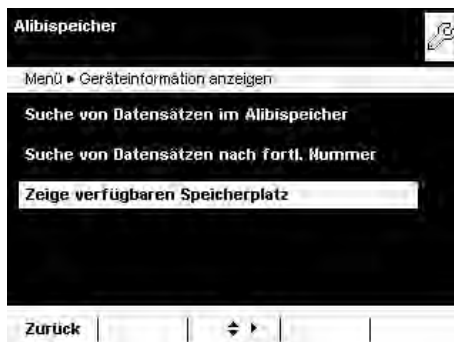 Alibispeicher
Menü ▸ Geräteinformation anzeigen
Suche von Datensätzen im Alibispeicher
Suche von Datensätzen nach fortl. Nummer
Zeige verfügbaren Speicherplatz
Zurück